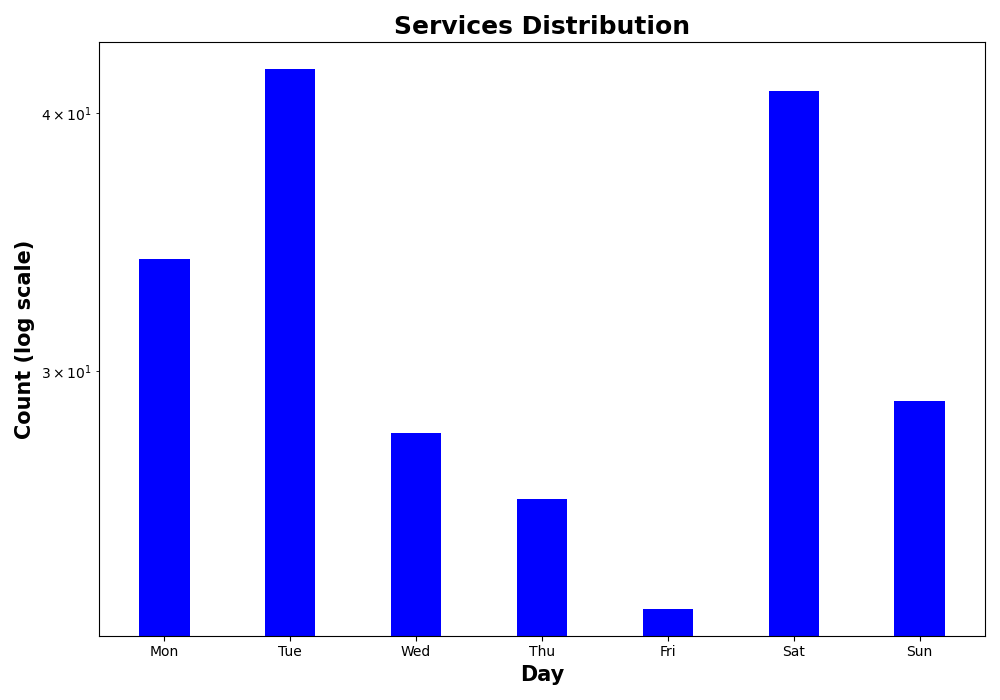 Services Distribution
Count (log scale)
4 × 10¹
3 × 10¹
Mon Tue Wed Thu Fri Sat Sun
Day